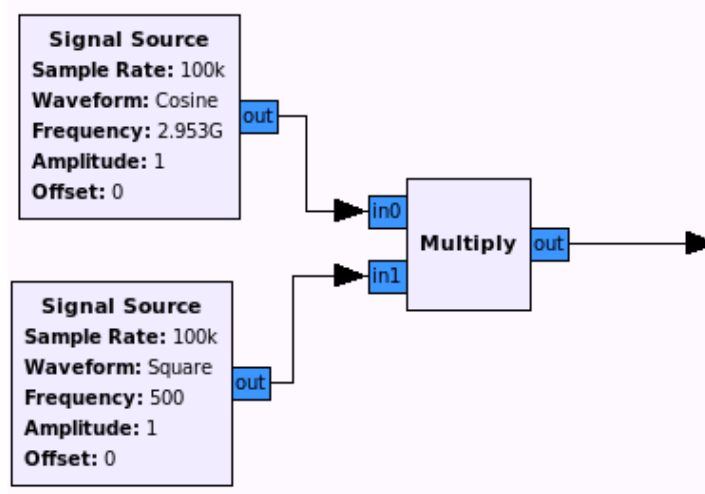 Signal Source
Sample Rate: 100k
Waveform: Cosine
Frequency: 2.953G
Amplitude: 1
Offset: 0
out
in0
Multiply
out
in1
Signal Source
Sample Rate: 100k
Waveform: Square
Frequency: 500
Amplitude: 1
Offset: 0
out